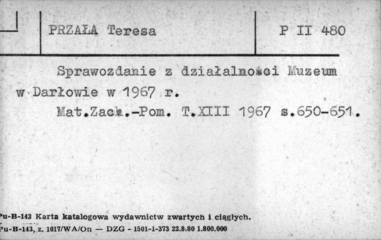 PRZAŁA Teresa P II 480
Sprawozdanie z działalności Muzeum
w Darłowie w 1967 r.
Mat.Zach.-Pom. T.XIII 1967 s.650-651.
Pu-B-143 Karta katalogowa wydawnictw zwartych i ciągłych.
Pu-B-143, z. 1017/WA/On — DZG - 1501-1-373 22.8.80 1.800.000